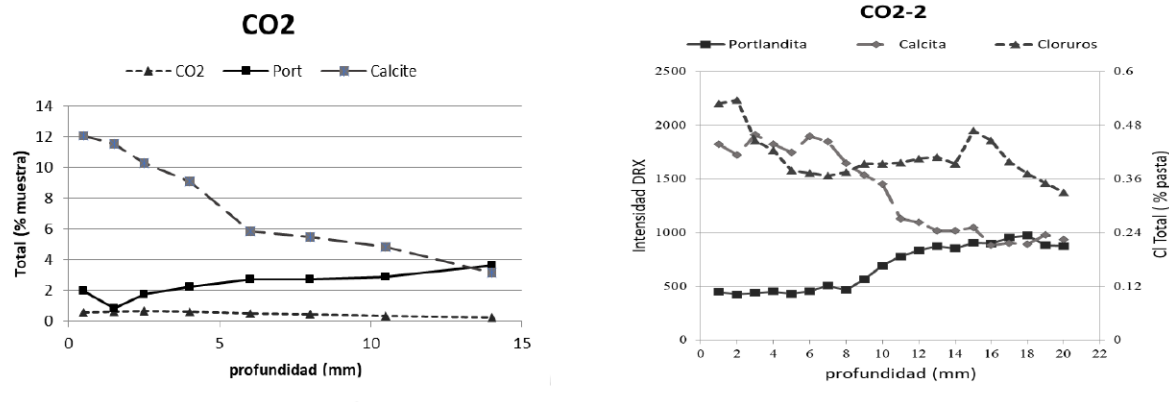 CO2
CO2 Port Calcite
Total (% muestra)
14
12
10
8
6
4
2
0
0 5 10 15
profundidad (mm)
CO2-2
Portlandita Calcita Cloruros
Intensidad DRX
2500
2000
1500
1000
500
0
0.6
0.48
0.36
0.24
0.12
0
Cl Total ( % pasta)
0 2 4 6 8 10 12 14 16 18 20 22
profundidad (mm)